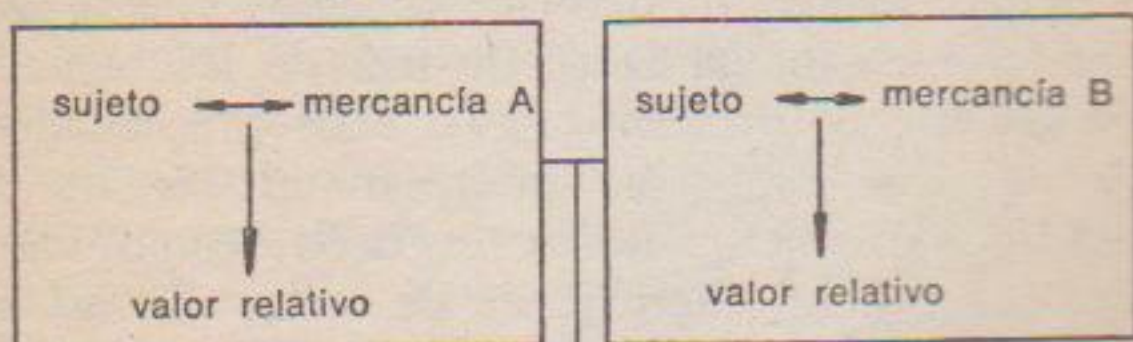 sujeto mercancía A
valor relativo
sujeto mercancía B
valor relativo